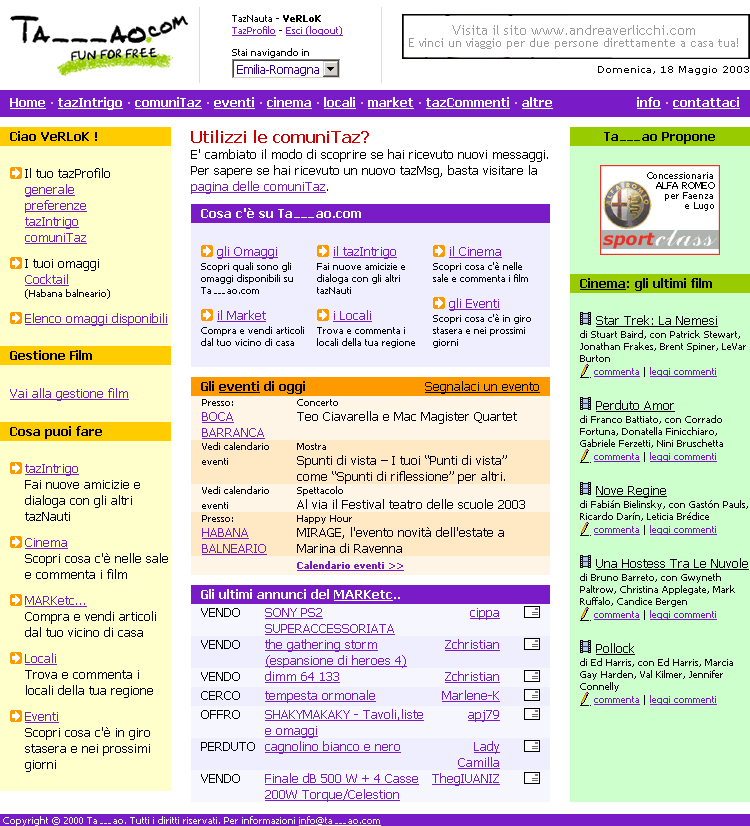 Ta___ao.com
FUN FOR FREE
TazNauta - VeRLoK
TazProfilo - Esci (logout)
Stai navigando in
Emilia-Romagna
Visita il sito www.andreaverlicchi.com
E vinci un viaggio per due persone direttamente a casa tua!
Domenica, 18 Maggio 2003
Home · tazIntrigo · comuniTaz · eventi · cinema · locali · market · tazCommenti · altre
info · contattaci
Ciao VeRLoK !
Il tuo tazProfilo
generale
preferenze
tazIntrigo
comuniTaz
I tuoi omaggi
Cocktail
(Habana balneario)
Elenco omaggi disponibili
Gestione Film
Vai alla gestione film
Cosa puoi fare
tazIntrigo
Fai nuove amicizie e
dialoga con gli altri
tazNauti
Cinema
Scopri cosa c'è nelle sale
e commenta i film
MARKetc...
Compra e vendi articoli
dal tuo vicino di casa
Locali
Trova e commenta i
locali della tua regione
Eventi
Scopri cosa c'è in giro
stasera e nei prossimi
giorni
Utilizzi le comuniTaz?
E' cambiato il modo di scoprire se hai ricevuto nuovi messaggi.
Per sapere se hai ricevuto un nuovo tazMsg, basta visitare la
pagina delle comuniTaz.
Cosa c'è su Ta___ao.com
gli Omaggi
Scopri quali sono gli
omaggi disponibili su
Ta___ao.com
il tazIntrigo
Fai nuove amicizie e
dialoga con gli altri
tazNauti
il Cinema
Scopri cosa c'è nelle
sale e commenta i film
il Market
Compra e vendi articoli
dal tuo vicino di casa
i Locali
Trova e commenta i
locali della tua regione
gli Eventi
Scopri cosa c'è in giro
stasera e nei prossimi
giorni
Gli eventi di oggi
Segnalaci un evento
Presso:
BOCA
BARRANCA
Concerto
Teo Ciavarella e Mac Magister Quartet
Vedi calendario
eventi
Mostra
Spunti di vista – I tuoi “Punti di vista”
come “Spunti di riflessione” per altri.
Vedi calendario
eventi
Spettacolo
Al via il Festival teatro delle scuole 2003
Presso:
HABANA
BALNEARIO
Happy Hour
MIRAGE, l'evento novità dell'estate a
Marina di Ravenna
Calendario eventi >>
Gli ultimi annunci del MARKetc..
VENDO SONY PS2 cippa
SUPERACCESSORIATA
VENDO the gathering storm Zchristian
(espansione di heroes 4)
VENDO dimm 64 133 Zchristian
CERCO tempesta ormonale Marlene-K
OFFRO SHAKYMAKAKY - Tavoli,liste apj79
e omaggi
PERDUTO cagnolino bianco e nero Lady
Camilla
VENDO Finale dB 500 W + 4 Casse ThegIUANIZ
200W Torque/Celestion
Ta___ao Propone
Concessionaria
ALFA ROMEO
per Faenza
e Lugo
sportclass
Cinema: gli ultimi film
Star Trek: La Nemesi
di Stuart Baird, con Patrick Stewart,
Jonathan Frakes, Brent Spiner, LeVar
Burton
commenta | leggi commenti
Perduto Amor
di Franco Battiato, con Corrado
Fortuna, Donatella Finicchiaro,
Gabriele Ferzetti, Nini Bruschetta
commenta | leggi commenti
Nove Regine
di Fabián Bielinsky, con Gastón Pauls,
Ricardo Darín, Leticia Brédice
commenta | leggi commenti
Una Hostess Tra Le Nuvole
di Bruno Barreto, con Gwyneth
Paltrow, Christina Applegate, Mark
Ruffalo, Candice Bergen
commenta | leggi commenti
Pollock
di Ed Harris, con Ed Harris, Marcia
Gay Harden, Val Kilmer, Jennifer
Connelly
commenta | leggi commenti
Copyright © 2000 Ta___ao. Tutti i diritti riservati. Per informazioni info@ta___ao.com